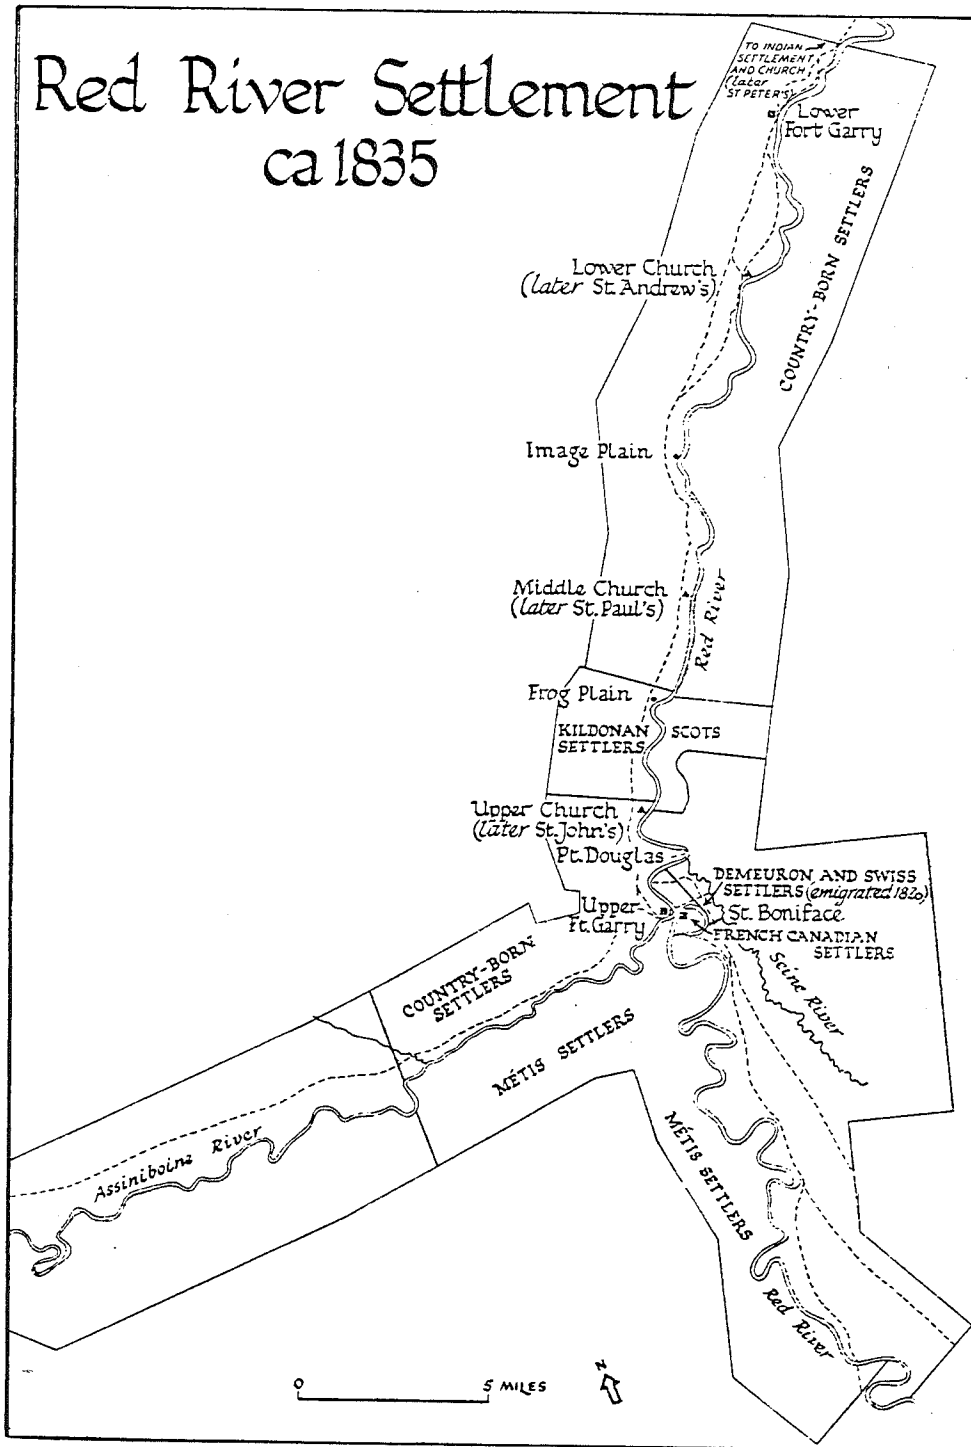 Red River Settlement
ca 1835
TO INDIAN
SETTLEMENT
AND CHURCH
(later
ST PETER'S)
Lower
Fort Garry
COUNTRY-BORN SETTLERS
Lower Church
(later St. Andrew's)
Image Plain
Middle Church
(later St. Paul's)
Red River
Frog Plain
KILDONAN SCOTS
SETTLERS
Upper Church
(later St. John's)
Pt. Douglas
DEMEURON AND SWISS
SETTLERS (emigrated 1820)
Upper
Ft. Garry
St. Boniface
FRENCH CANADIAN
SETTLERS
COUNTRY-BORN
SETTLERS
Seine River
MÉTIS SETTLERS
MÉTIS SETTLERS
Assiniboine River
Red River
0 5 MILES
N